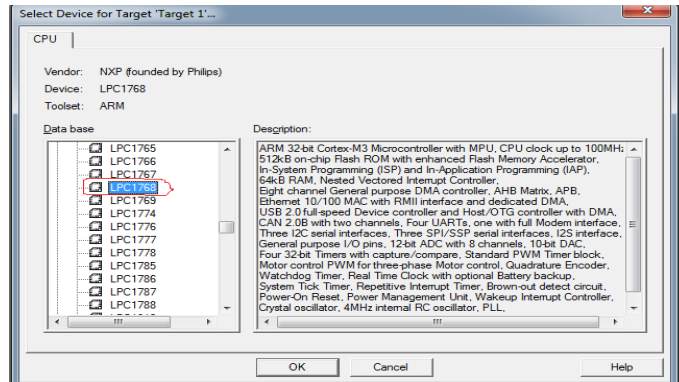 Select Device for Target 'Target 1'...
CPU
Vendor: NXP (founded by Philips)
Device: LPC1768
Toolset: ARM
Data base
Description:
LPC1765
LPC1766
LPC1767
LPC1768
LPC1769
LPC1774
LPC1776
LPC1777
LPC1778
LPC1785
LPC1786
LPC1787
LPC1788
ARM 32-bit Cortex-M3 Microcontroller with MPU, CPU clock up to 100MHz
512kB on-chip Flash ROM with enhanced Flash Memory Accelerator,
In-System Programming (ISP) and In-Application Programming (IAP),
64kB RAM, Nested Vectored Interrupt Controller,
Eight channel General purpose DMA controller, AHB Matrix, APB,
Ethernet 10/100 MAC with RMII interface and dedicated DMA,
USB 2.0 full-speed Device controller and Host/OTG controller with DMA,
CAN 2.0B with two channels, Four UARTs, one with full Modem interface,
Three I2C serial interfaces, Three SPI/SSP serial interfaces, I2S interface,
General purpose I/O pins, 12-bit ADC with 8 channels, 10-bit DAC,
Four 32-bit Timers with capture/compare, Standard PWM Timer block,
Motor control PWM for three-phase Motor control, Quadrature Encoder,
Watchdog Timer, Real Time Clock with optional Battery backup,
System Tick Timer, Repetitive Interrupt Timer, Brown-out detect circuit,
Power-On Reset, Power Management Unit, Wakeup Interrupt Controller,
Crystal oscillator, 4MHz internal RC oscillator, PLL,
OK
Cancel
Help